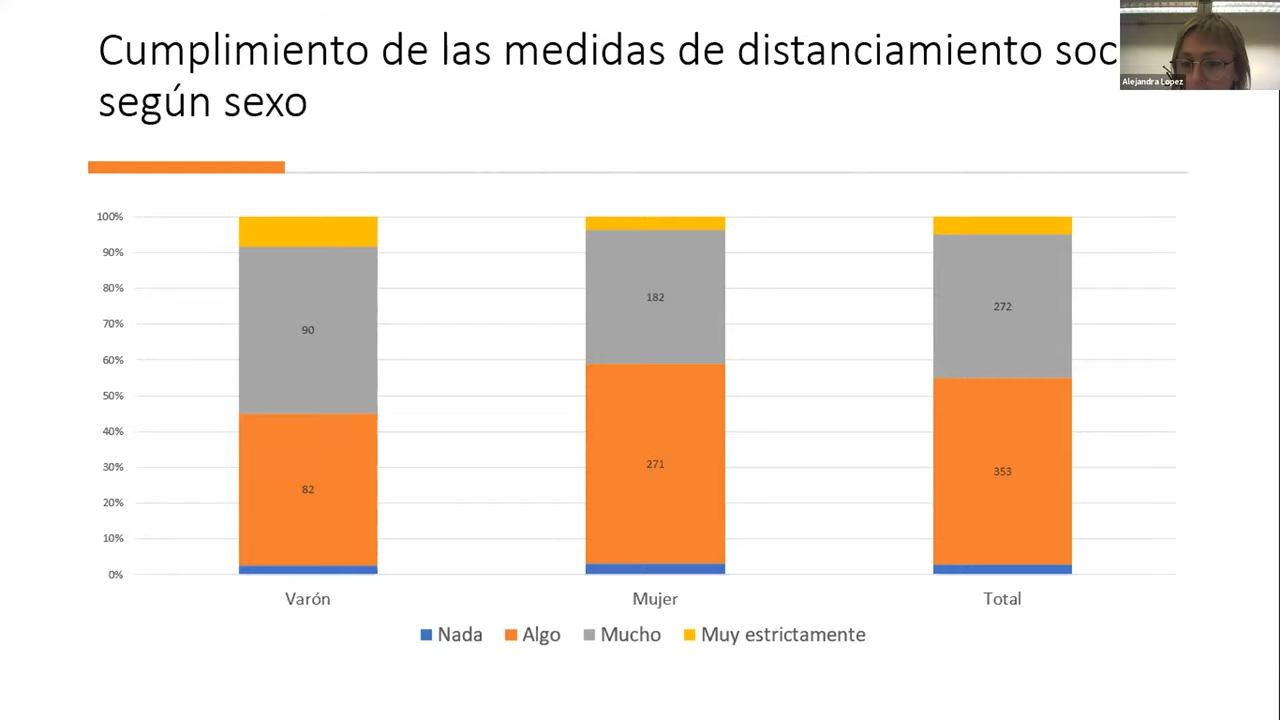 Cumplimiento de las medidas de distanciamiento soc
según sexo
Alejandra Lopez
100%
90%
80%
70%
60%
50%
40%
30%
20%
10%
0%
90
82
182
271
272
353
Varón
Mujer
Total
Nada
Algo
Mucho
Muy estrictamente